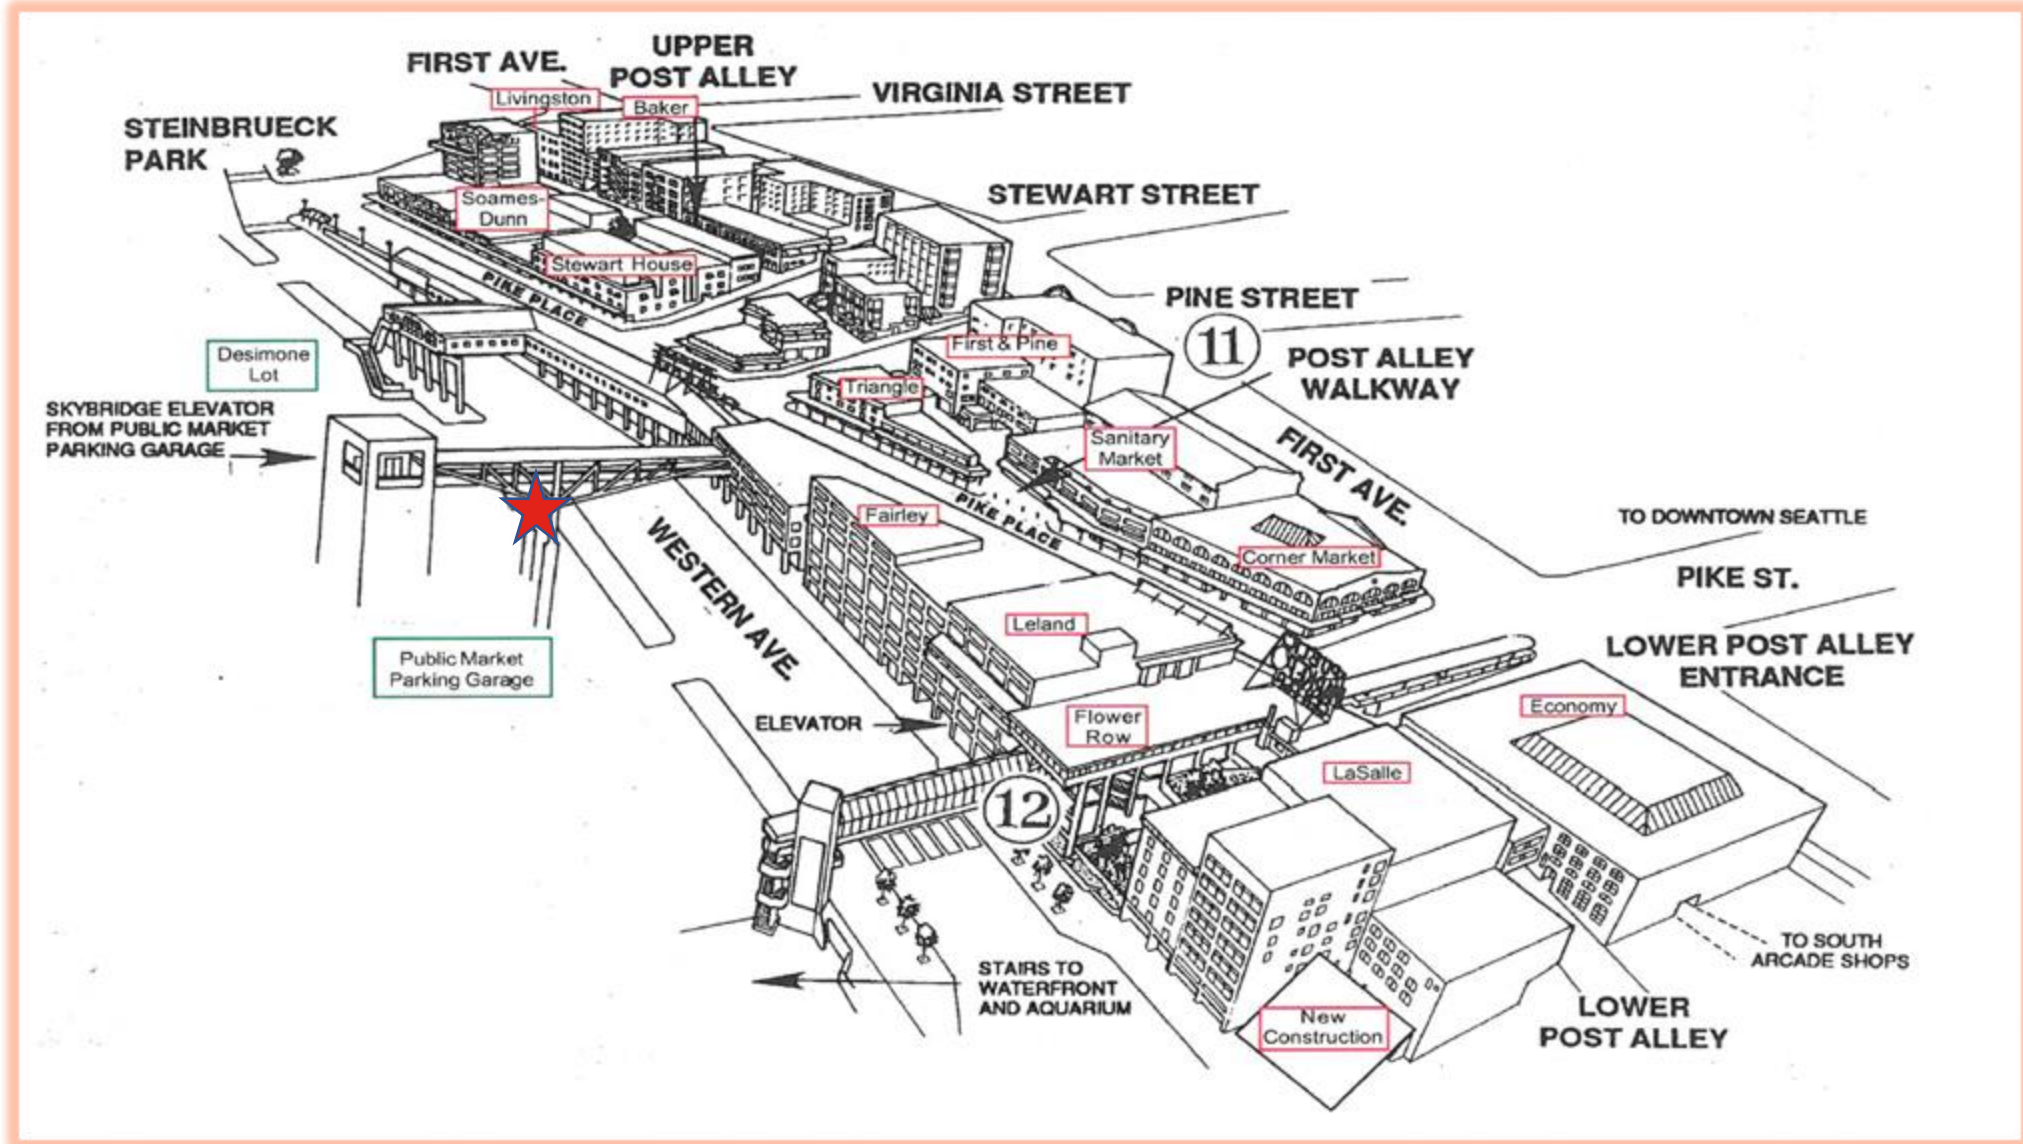 FIRST AVE.
UPPER
POST ALLEY
VIRGINIA STREET
Livingston
Baker
STEINBRUECK
PARK
STEWART STREET
Soames-
Dunn
Stewart House
PIKE PLACE
PINE STREET
11
POST ALLEY
WALKWAY
First & Pine
Desimone
Lot
Triangle
SKYBRIDGE ELEVATOR
FROM PUBLIC MARKET
PARKING GARAGE
Sanitary
Market
FIRST AVE.
Fairley
PIKE PLACE
TO DOWNTOWN SEATTLE
Corner Market
PIKE ST.
WESTERN AVE.
Leland
LOWER POST ALLEY
ENTRANCE
Public Market
Parking Garage
ELEVATOR
Flower
Row
Economy
LaSalle
12
TO SOUTH
ARCADE SHOPS
STAIRS TO
WATERFRONT
AND AQUARIUM
New
Construction
LOWER
POST ALLEY